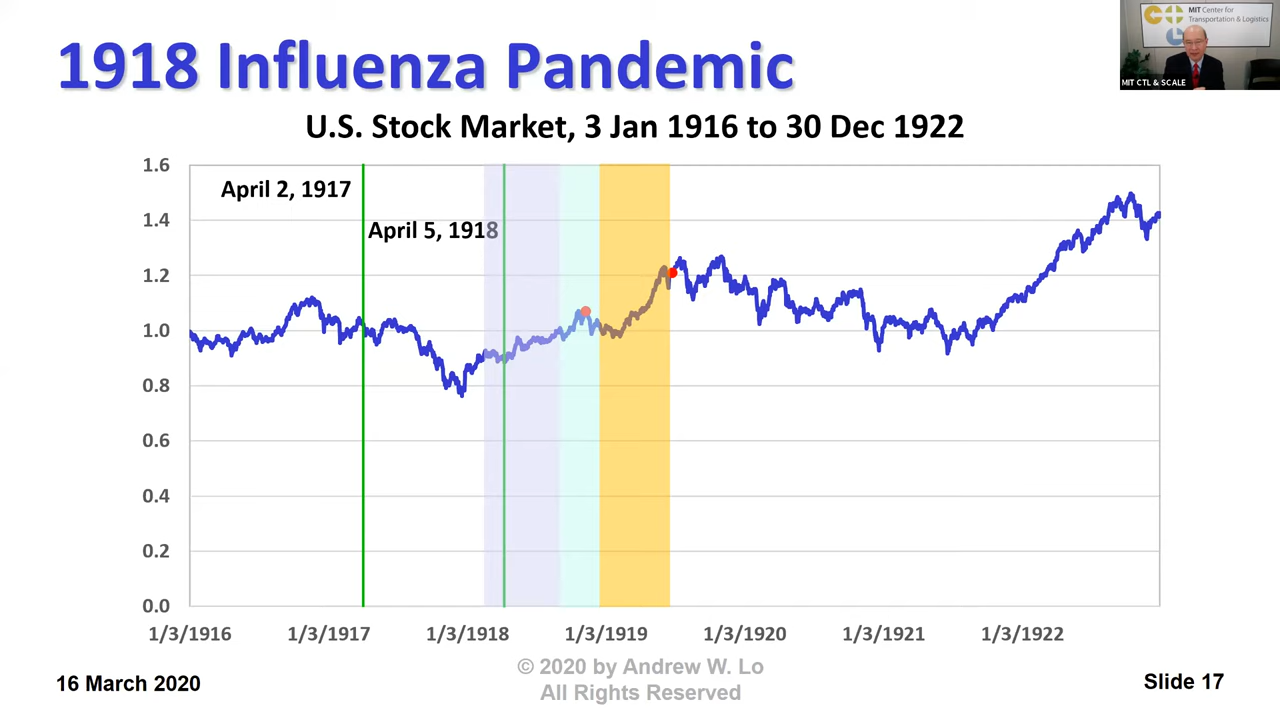 1918 Influenza Pandemic
MIT Center for
Transportation & Logistics
MIT CTL & SCALE
U.S. Stock Market, 3 Jan 1916 to 30 Dec 1922
1.6
1.4
1.2
1.0
0.8
0.6
0.4
0.2
0.0
April 2, 1917
April 5, 1918
1/3/1916 1/3/1917 1/3/1918 1/3/1919 1/3/1920 1/3/1921 1/3/1922
16 March 2020
© 2020 by Andrew W. Lo
All Rights Reserved
Slide 17